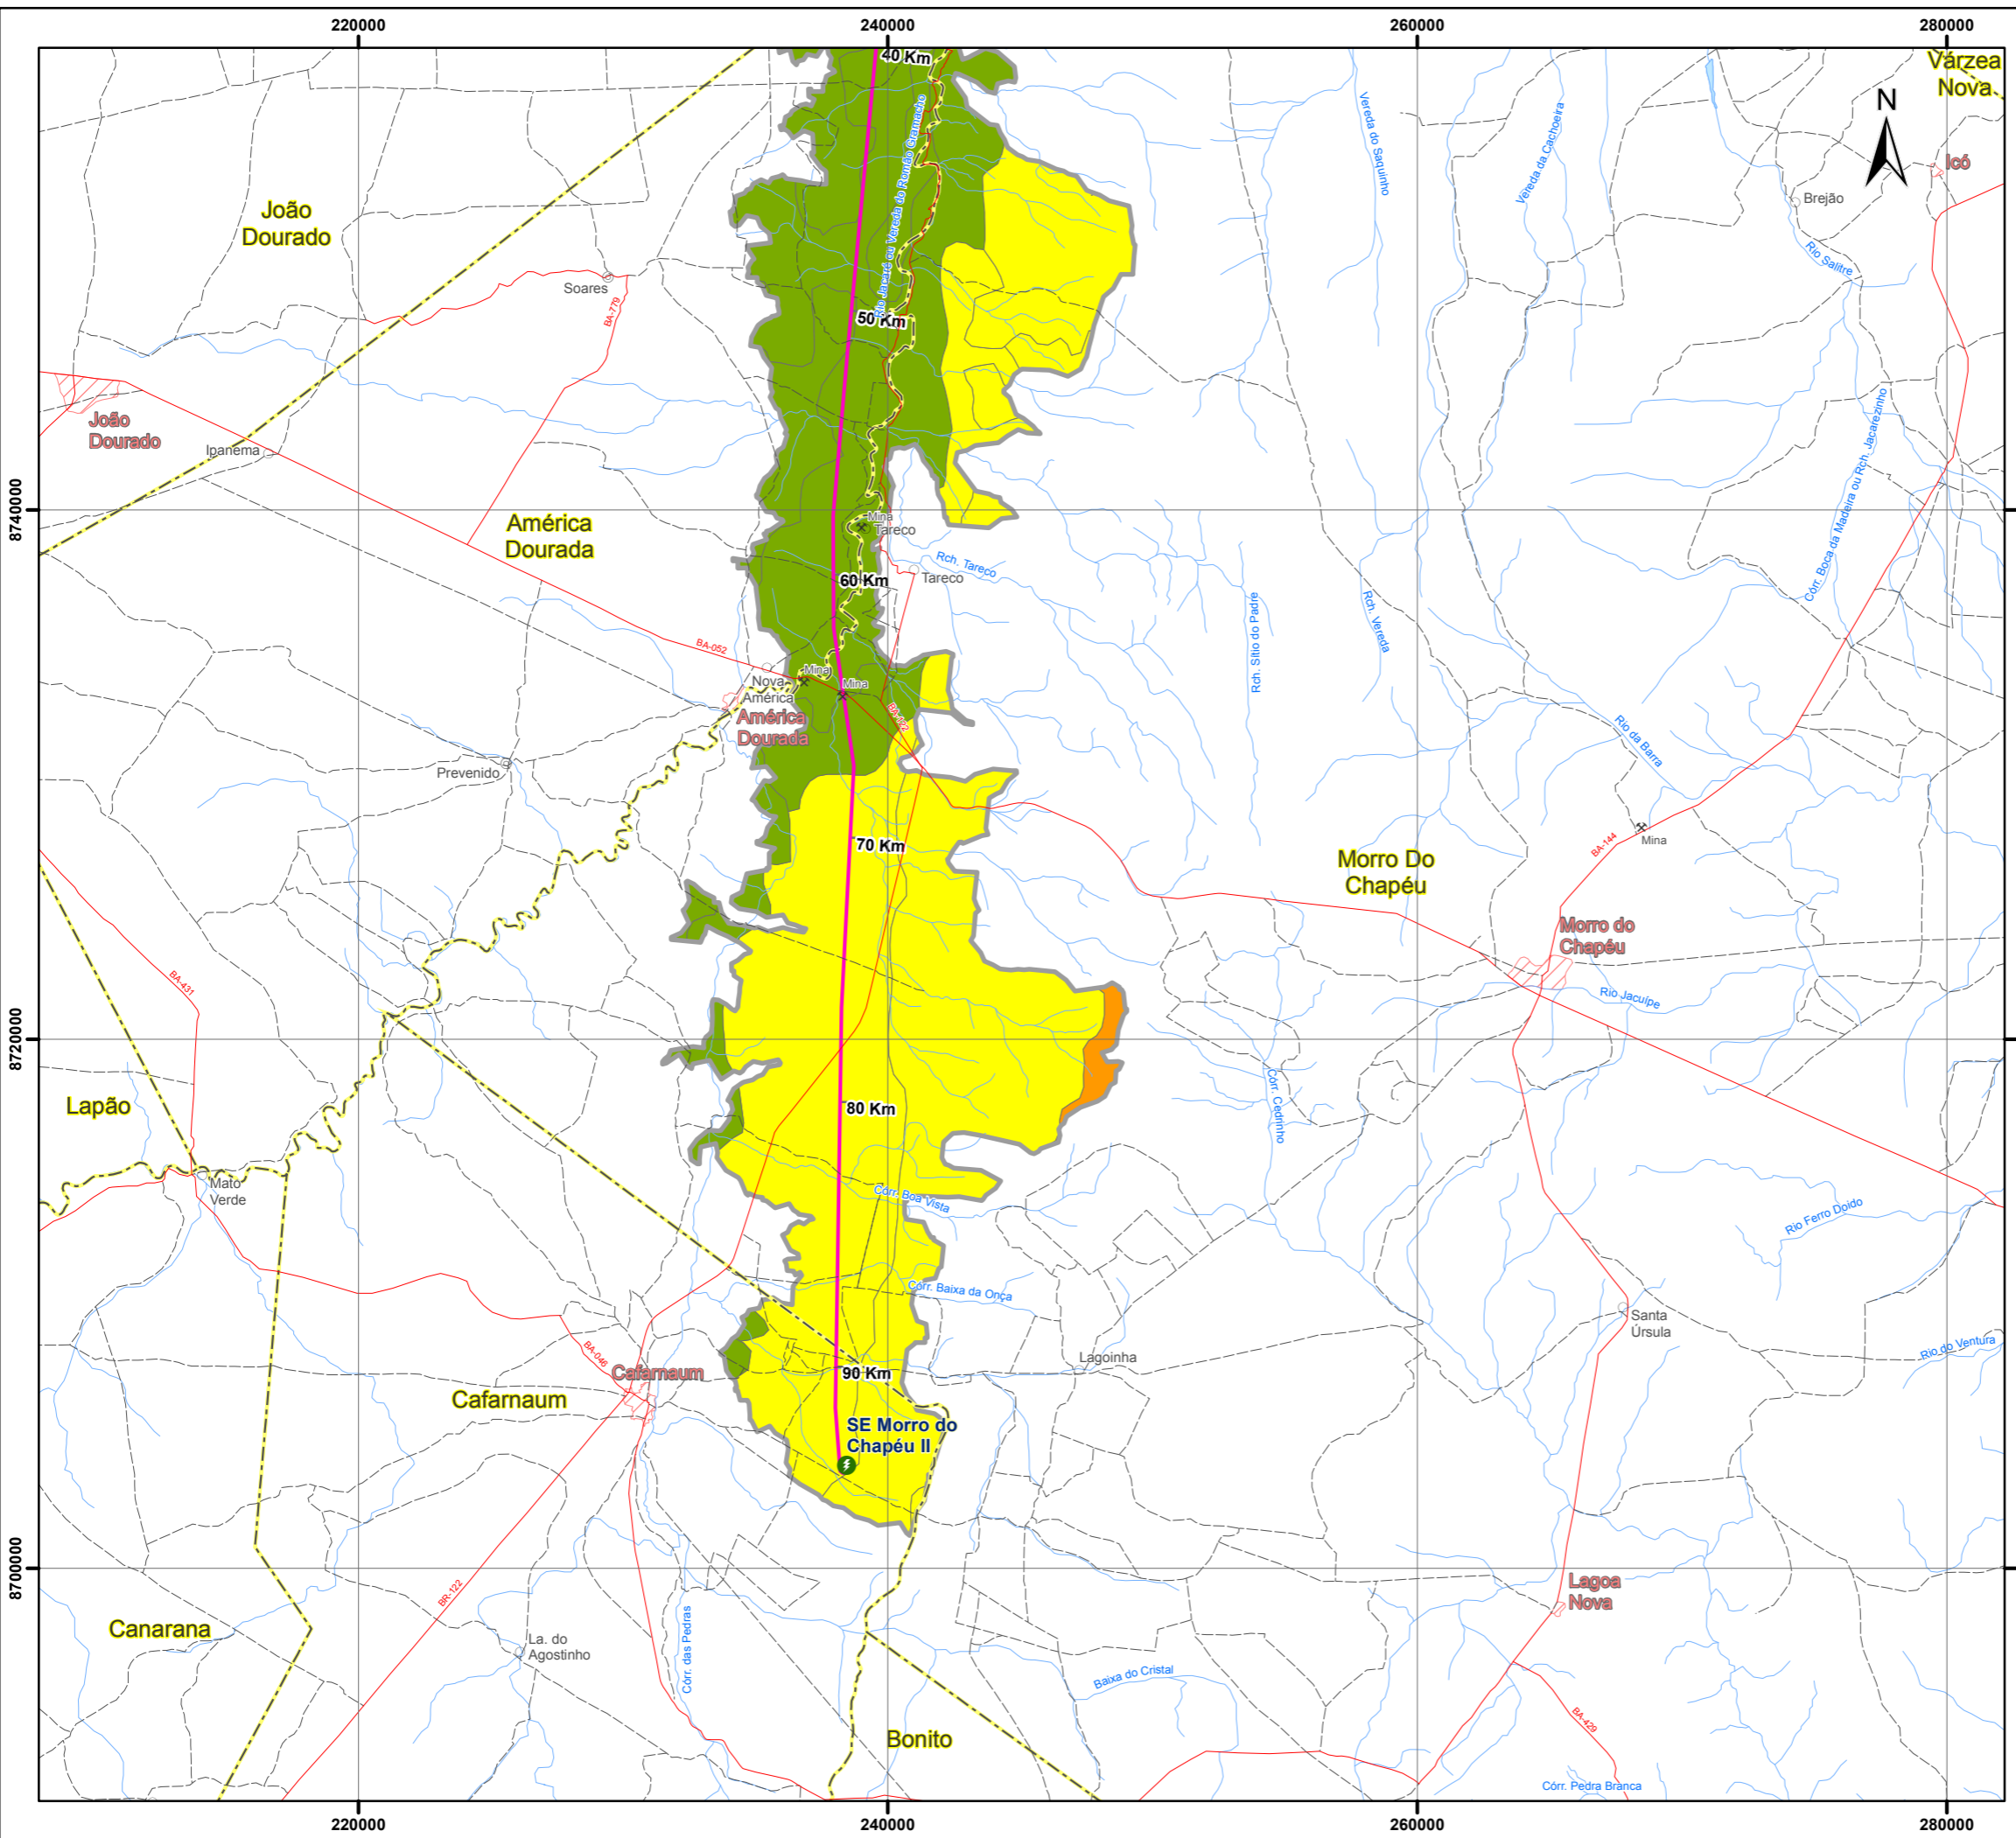 220000
240000
260000
280000
40 Km
Várzea
Nova
N
Icó
Brejão
Rio Salitre
Vereda do Saquinho
Vereda da Cachoeira
Rio Jacaré ou Vereda do Romão Gramacho
João
Dourado
Soares
BA-779
50 Km
João
Dourado
Ipanema
Córr. Boca da Madeira ou Rch. Jacarezinho
8740000
América
Dourada
Mina
Tareco
Rch. Tareco
Tareco
60 Km
Rch. Sítio do Padre
Rch. Vereda
BA-052
Mina
Nova
América
Mina
América
Dourada
BA-122
Rio da Barra
Prevenido
70 Km
Mina
BA-144
Morro Do
Chapéu
Morro do
Chapéu
BA-431
Rio Jacuípe
8720000
Córr. Cedrinho
Lapão
80 Km
Mato
Verde
Córr. Boa Vista
Rio Ferro Doido
Córr. Baixa da Onça
Santa
Úrsula
Rio do Ventura
Lagoinha
BA-046
Cafarnaum
90 Km
Cafarnaum
SE Morro do
Chapéu II
8700000
Lagoa
Nova
BR-122
Canarana
La. do
Agostinho
Córr. das Pedras
Baixa do Cristal
BA-429
Bonito
Córr. Pedra Branca
220000
240000
260000
280000